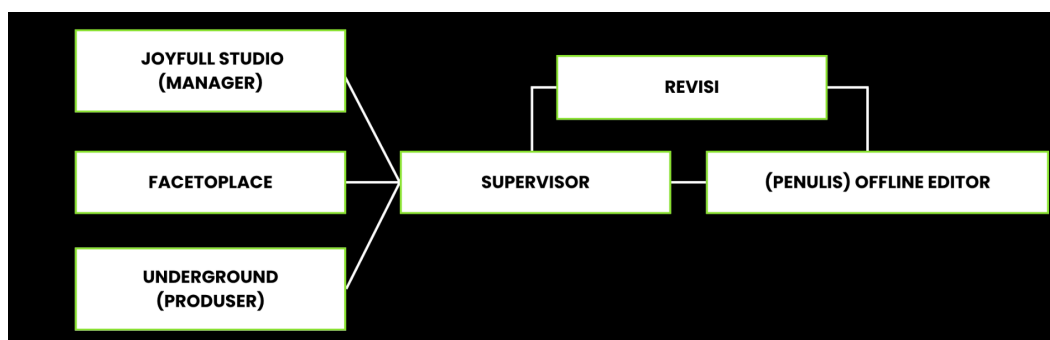 JOYFULL STUDIO
(MANAGER)
FACETOPLACE
UNDERGROUND
(PRODUSER)
SUPERVISOR
REVISI
(PENULIS) OFFLINE EDITOR